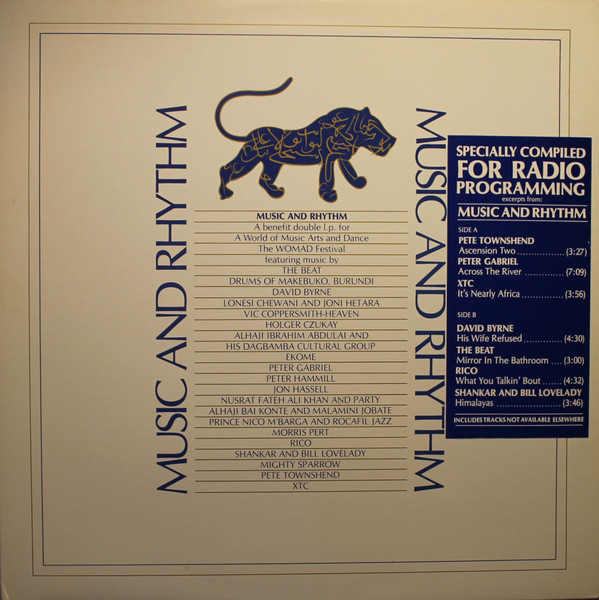 MUSIC AND RHYTHM
MUSIC AND RHYTHM
A benefit double l.p. for
A World of Music Arts and Dance
The WOMAD Festival
featuring music by
THE BEAT
DRUMS OF MAKEBUKO, BURUNDI
DAVID BYRNE
LONESI CHEWANI AND JONI HETARA
VIC COPPERSMITH-HEAVEN
HOLGER CZUKAY
ALHAJI IBRAHIM ABDULAI AND
HIS DAGBAMBA CULTURAL GROUP
EKOME
PETER GABRIEL
PETER HAMMILL
JON HASSELL
NUSRAT FATEH ALI KHAN AND PARTY
ALHAJI BAI KONTE AND MALAMINI JOBATE
PRINCE NICO M'BARGA AND ROCAFIL JAZZ
MORRIS PERT
RICO
SHANKAR AND BILL LOVELADY
MIGHTY SPARROW
PETE TOWNSHEND
XTC
MUSIC AND RHYTHM
SPECIALLY COMPILED
FOR RADIO
PROGRAMMING
excerpts from:
MUSIC AND RHYTHM
SIDE A
PETE TOWNSHEND
Ascension Two.............(3:27)
PETER GABRIEL
Across The River ..........(7:09)
XTC
It's Nearly Africa...........(3:56)
SIDE B
DAVID BYRNE
His Wife Refused...........(4:30)
THE BEAT
Mirror In The Bathroom ....(3:00)
RICO
What You Talkin' Bout .......(4:32)
SHANKAR AND BILL LOVELADY
Himalayas ..................(3:46)
INCLUDES TRACKS NOT AVAILABLE ELSEWHERE